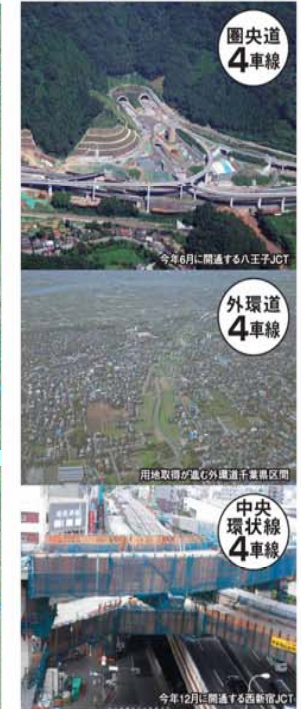 圏央道
4車線
今年6月に開通する八王子JCT
外環道
4車線
用地取得が進む外環道千葉県区間
中央
環状線
4車線
今年12月に開通する西新宿JCT